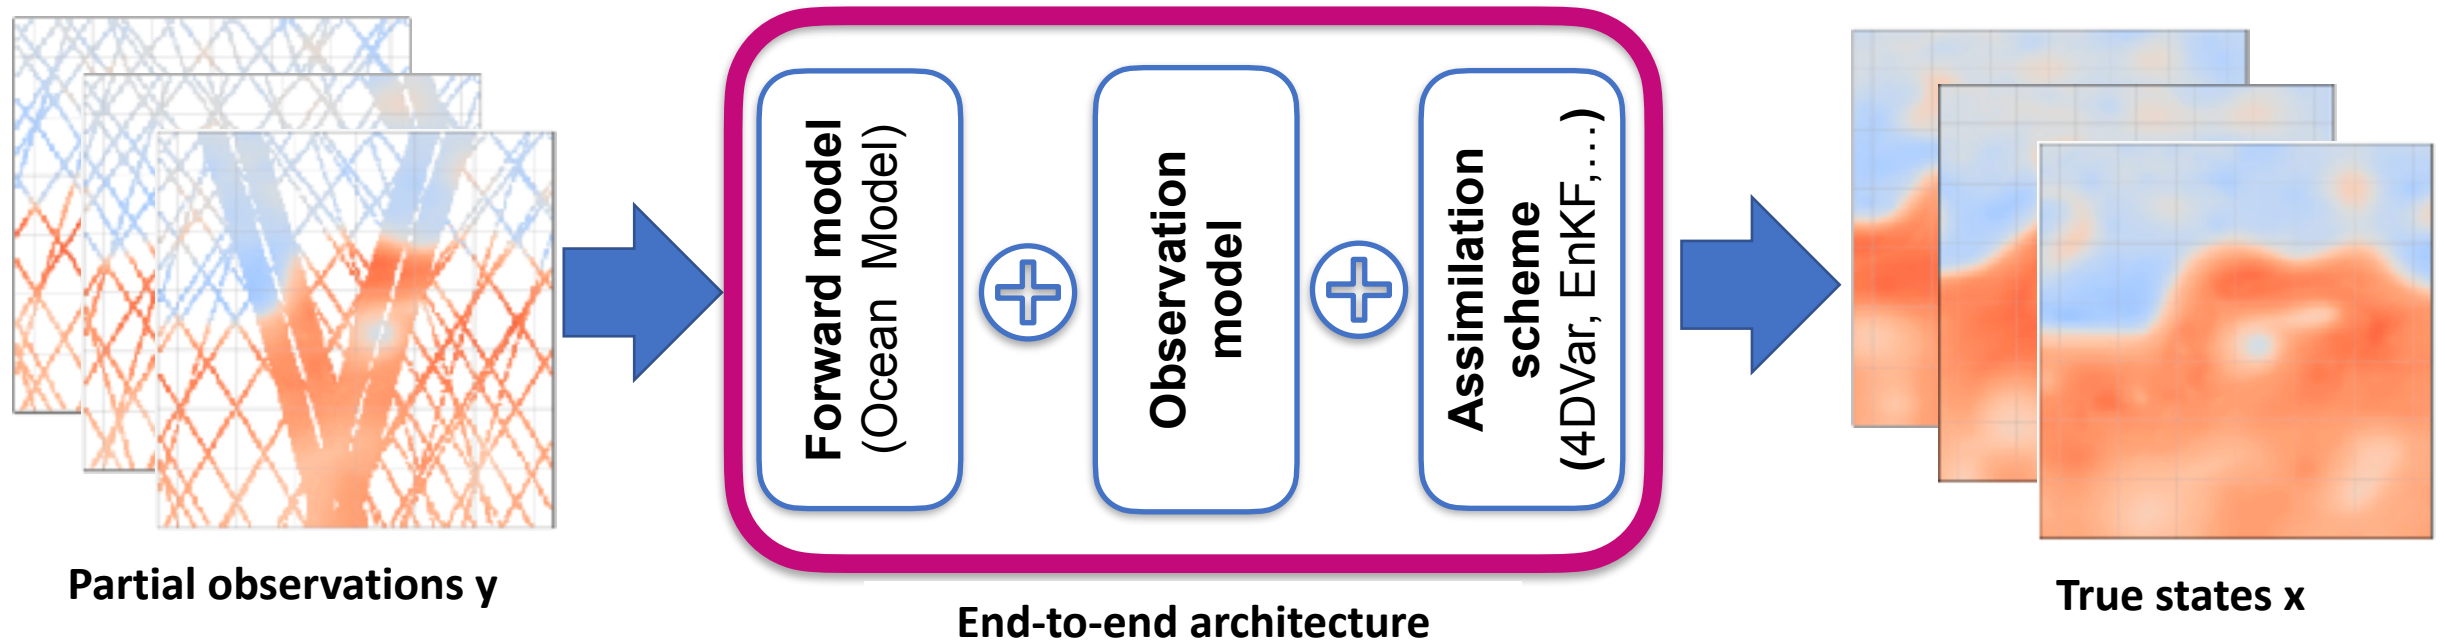 Partial observations y
Forward model
(Ocean Model)
Observation
model
Assimilation
scheme
(4DVar, EnKF,...)
End-to-end architecture
True states x